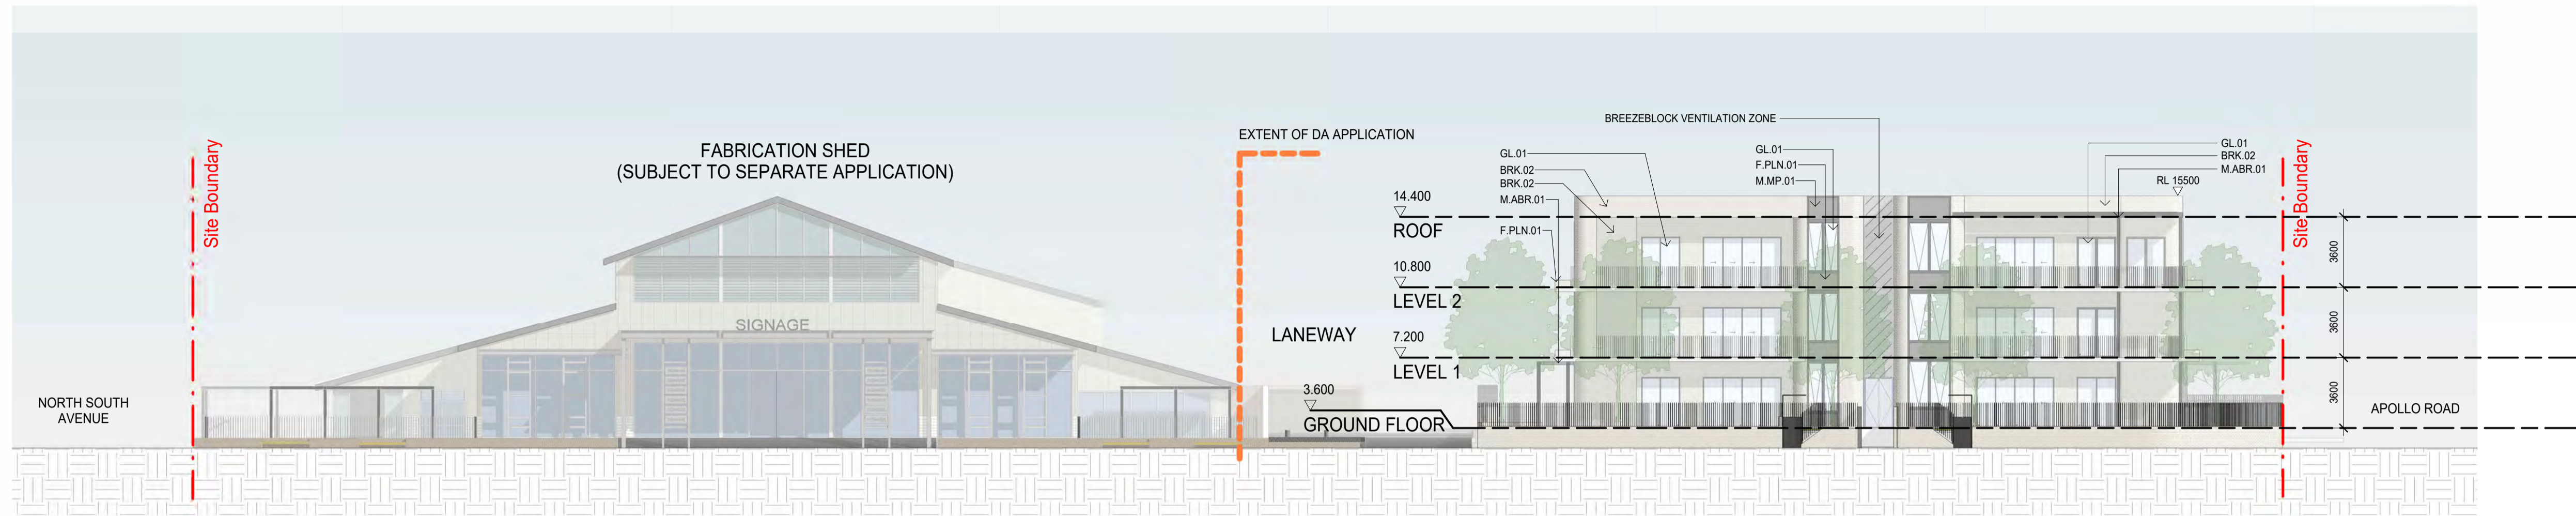 Site Boundary
FABRICATION SHED
(SUBJECT TO SEPARATE APPLICATION)
SIGNAGE
NORTH SOUTH
AVENUE
EXTENT OF DA APPLICATION
LANEWAY
14.400
ROOF
10.800
LEVEL 2
7.200
LEVEL 1
3.600
GROUND FLOOR
GL.01
BRK.02
BRK.02
M.ABR.01
F.PLN.01
BREEZEBLOCK VENTILATION ZONE
GL.01
F.PLN.01
M.MP.01
GL.01
BRK.02
M.ABR.01
RL 15500
Site Boundary
3600
3600
3600
APOLLO ROAD